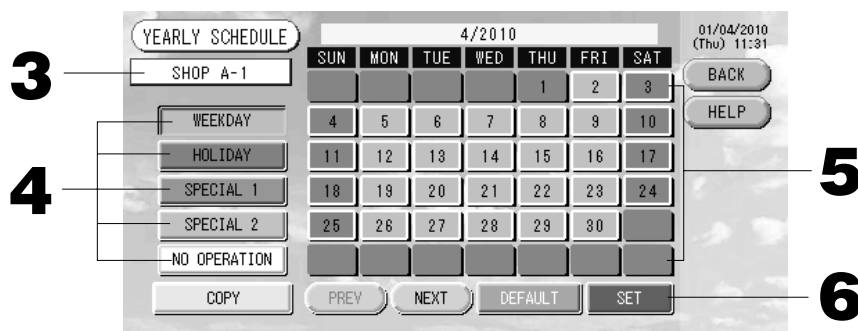 YEARLY SCHEDULE
4/2010
01/04/2010
(Thu) 11:31
3
SHOP A-1
SUN MON TUE WED THU FRI SAT
BACK
1 2 3
HELP
WEEKDAY
4 5 6 7 8 9 10
HOLIDAY
11 12 13 14 15 16 17
4
5
SPECIAL 1
18 19 20 21 22 23 24
SPECIAL 2
25 26 27 28 29 30
NO OPERATION
COPY
PREV NEXT DEFAULT SET
6